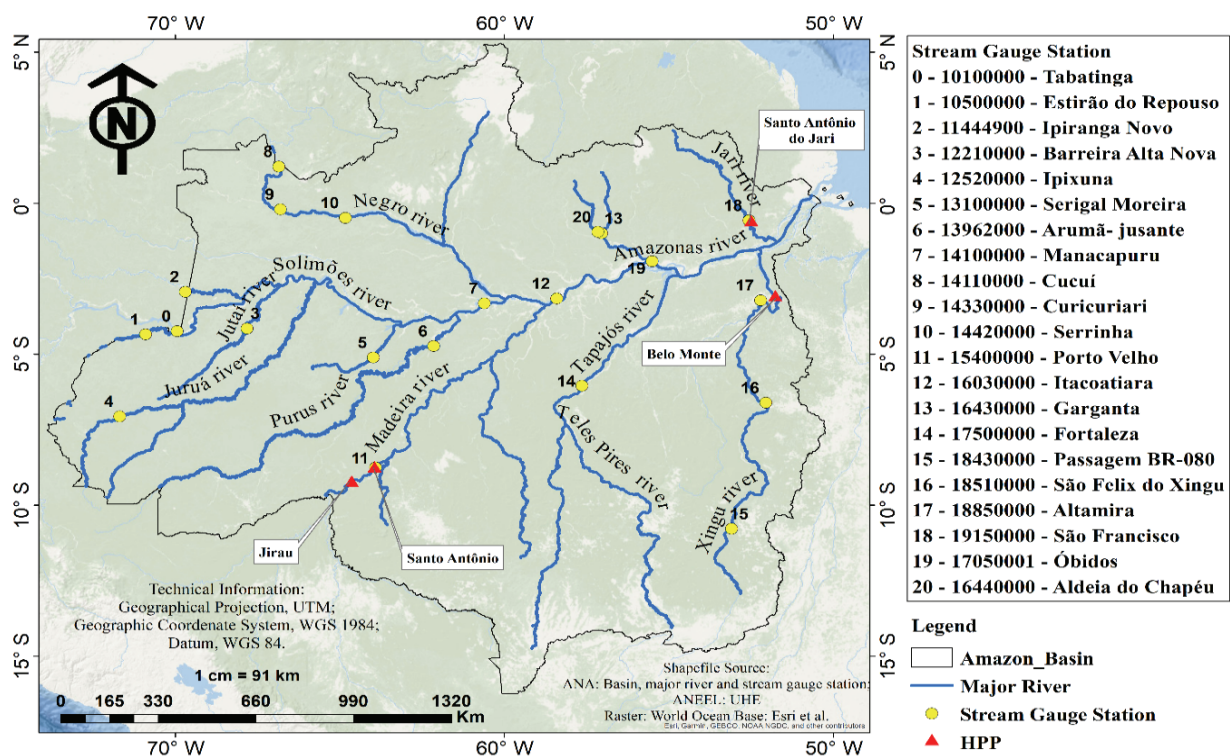 70° W
60° W
50° W
5° N
0°
5° S
10° S
15° S
5° N
0°
5° S
10° S
15° S
N
Santo Antônio
do Jari
Jari river
8
9
10
Negro river
18
20
13
Amazonas river
19
Solimões river
2
Jutaí river
7
12
17
1
0
3
6
5
Tapajós river
Belo Monte
Juruá river
4
Purus river
Madeira river
14
16
Teles Pires river
11
Xingu river
15
Jirau
Santo Antônio
Technical Information:
Geographical Projection, UTM;
Geographic Coordenate System, WGS 1984;
Datum, WGS 84.
1 cm = 91 km
0 165 330 660 990 1320
Km
Shapefile Source:
ANA: Basin, major river and stream gauge station;
ANEEL: UHE
Raster: World Ocean Base: Esri et al.
Esri, Garmin, GEBCO, NOAA NGDC, and other contributors
70° W
60° W
50° W
Stream Gauge Station
0 - 10100000 - Tabatinga
1 - 10500000 - Estirão do Repouso
2 - 11444900 - Ipiranga Novo
3 - 12210000 - Barreira Alta Nova
4 - 12520000 - Ipixuna
5 - 13100000 - Serigal Moreira
6 - 13962000 - Arumã- jusante
7 - 14100000 - Manacapuru
8 - 14110000 - Cucuí
9 - 14330000 - Curicuriari
10 - 14420000 - Serrinha
11 - 15400000 - Porto Velho
12 - 16030000 - Itacoatiara
13 - 16430000 - Garganta
14 - 17500000 - Fortaleza
15 - 18430000 - Passagem BR-080
16 - 18510000 - São Felix do Xingu
17 - 18850000 - Altamira
18 - 19150000 - São Francisco
19 - 17050001 - Óbidos
20 - 16440000 - Aldeia do Chapéu
Legend
Amazon_Basin
Major River
Stream Gauge Station
HPP